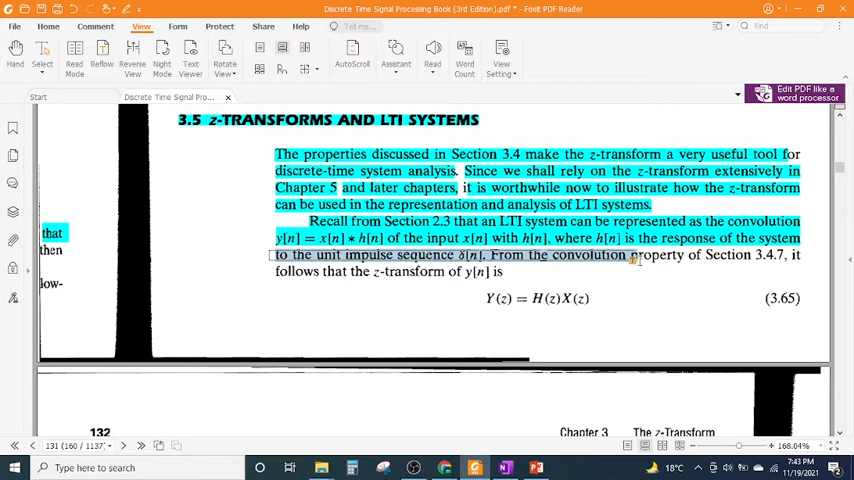 Discrete Time Signal Processing Book (3rd Edition).pdf * - Foxit PDF Reader
File Home Comment View Form Protect Share Help Tell me... Find
Hand Select Read Mode Reflow Reverse View Night Mode Text Viewer Rotate View AutoScroll Assistant Read Word Count View Setting
Start Discrete Time Signal Processing Bo... Edit PDF like a word processor
3.5 z-TRANSFORMS AND LTI SYSTEMS
The properties discussed in Section 3.4 make the z-transform a very useful tool for
discrete-time system analysis. Since we shall rely on the z-transform extensively in
Chapter 5 and later chapters, it is worthwhile now to illustrate how the z-transform
can be used in the representation and analysis of LTI systems.
Recall from Section 2.3 that an LTI system can be represented as the convolution
y[n] = x[n] * h[n] of the input x[n] with h[n], where h[n] is the response of the system
to the unit impulse sequence δ[n]. From the convolution property of Section 3.4.7, it
follows that the z-transform of y[n] is
Y(z) = H(z)X(z) (3.65)
that
then
low-
132 Chapter 3 The z-Transform
131 (160 / 1137) 168.04%
Type here to search 18°C 7:43 PM
11/19/2021 2